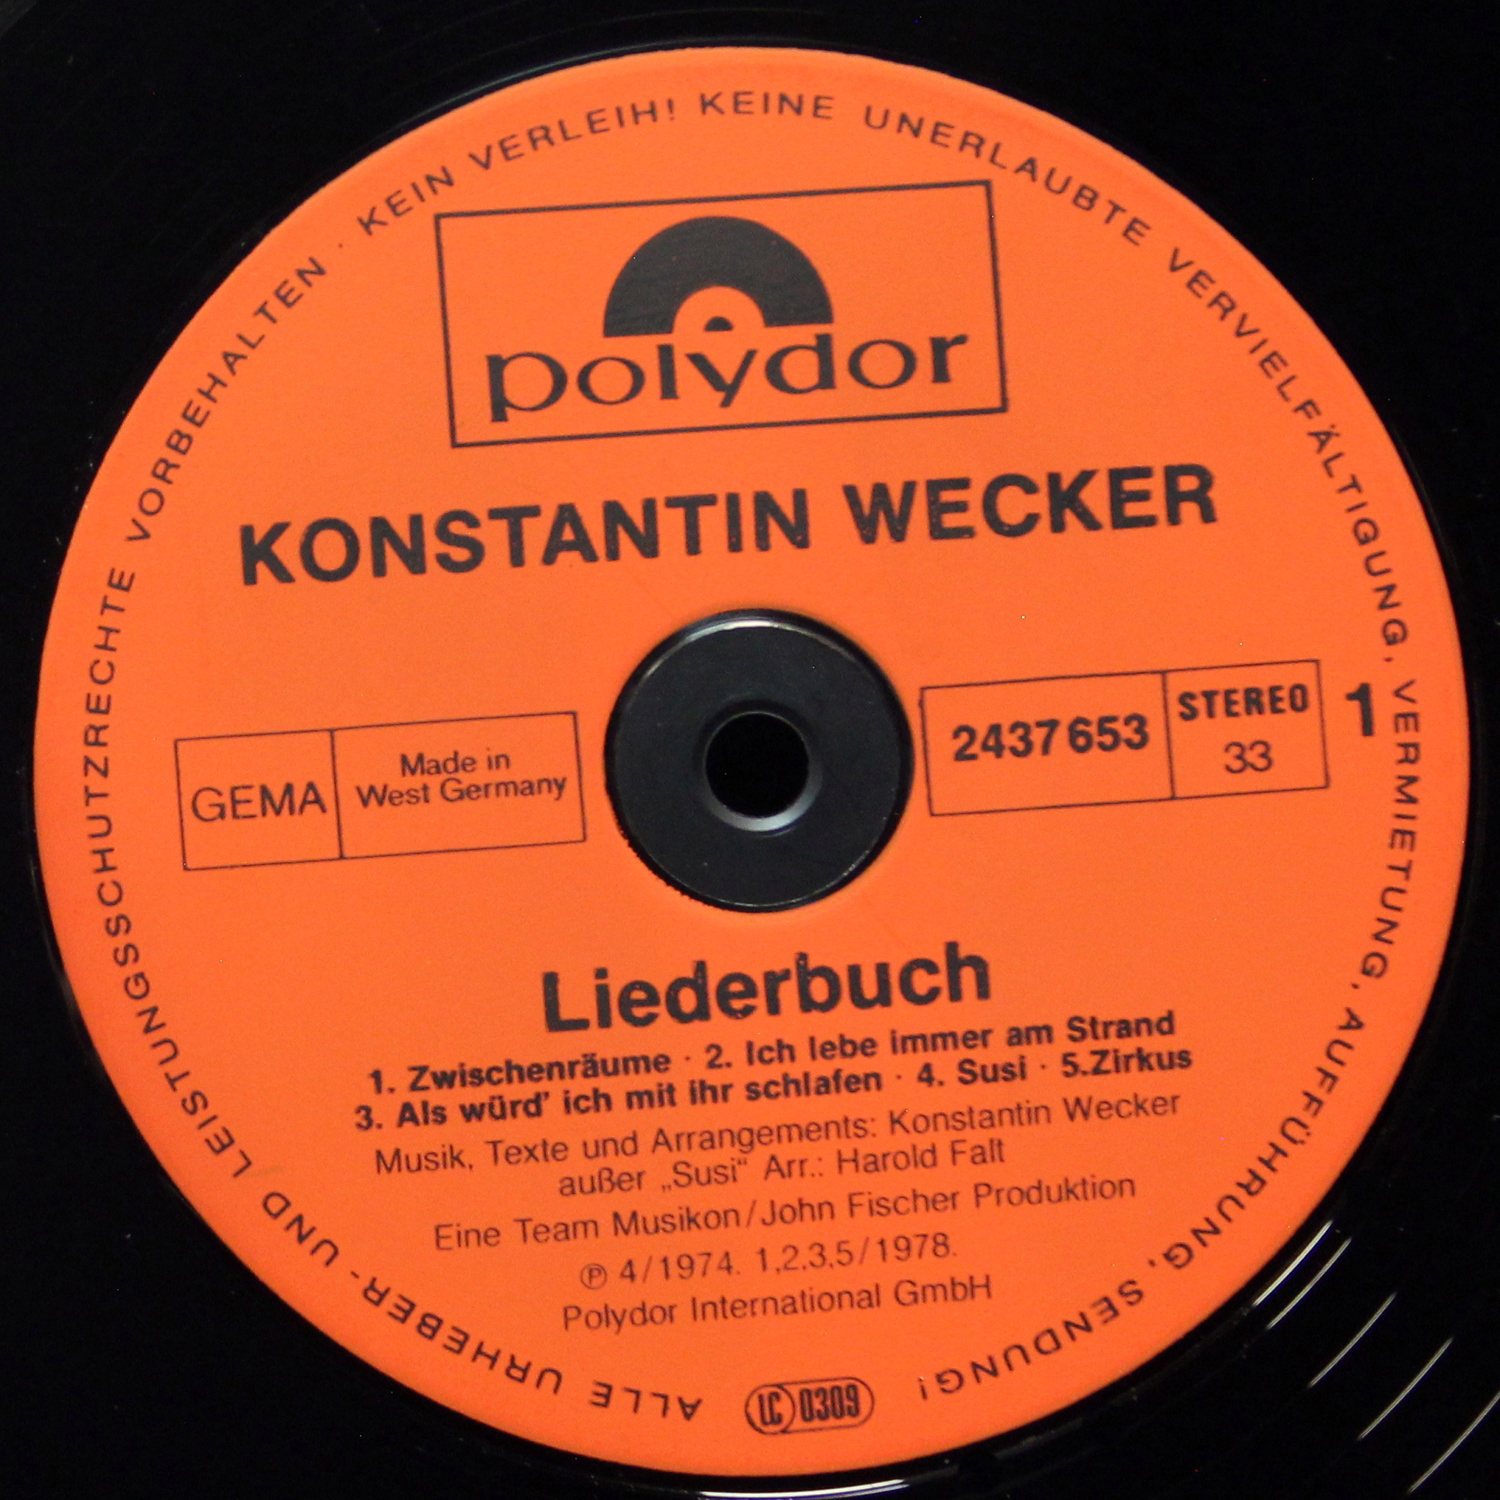 ALLE URHEBER- UND LEISTUNGSSCHUTZRECHTE VORBEHALTEN · KEIN VERLEIH! KEINE UNERLAUBTE VERVIELFÄLTIGUNG, VERMIETUNG, AUFFÜHRUNG, SENDUNG!
polydor
KONSTANTIN WECKER
GEMA
Made in
West Germany
2437 653
STEREO
33
1
Liederbuch
1. Zwischenräume · 2. Ich lebe immer am Strand
3. Als würd' ich mit ihr schlafen · 4. Susi · 5.Zirkus
Musik, Texte und Arrangements: Konstantin Wecker
außer „Susi“ Arr.: Harold Falt
Eine Team Musikon/John Fischer Produktion
℗ 4/1974. 1,2,3,5/1978.
Polydor International GmbH
LC 0309